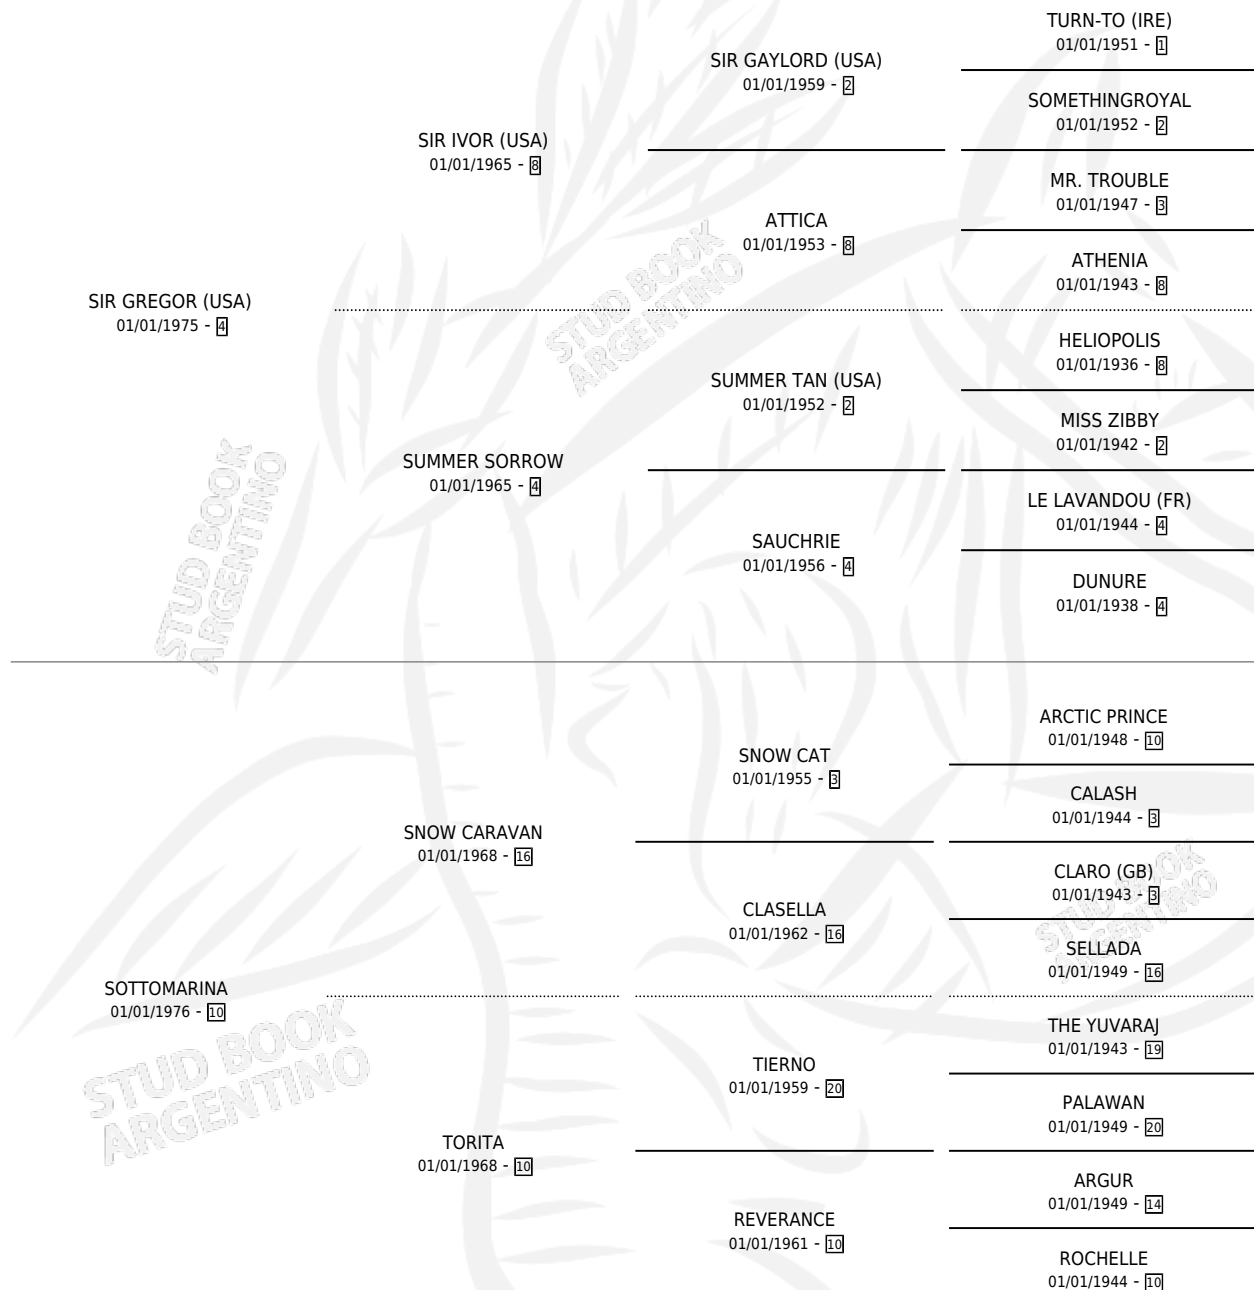 TURN-TO (IRE)
01/01/1951 - 1
SIR GAYLORD (USA)
01/01/1959 - 2
SOMETHINGROYAL
01/01/1952 - 2
SIR IVOR (USA)
01/01/1965 - 8
MR. TROUBLE
01/01/1947 - 3
ATTICA
01/01/1953 - 8
ATHENIA
01/01/1943 - 8
SIR GREGOR (USA)
01/01/1975 - 4
HELIOPOLIS
01/01/1936 - 8
SUMMER TAN (USA)
01/01/1952 - 2
MISS ZIBBY
01/01/1942 - 2
SUMMER SORROW
01/01/1965 - 4
LE LAVANDOU (FR)
01/01/1944 - 4
SAUCHRIE
01/01/1956 - 4
DUNURE
01/01/1938 - 4
ARCTIC PRINCE
01/01/1948 - 10
SNOW CAT
01/01/1955 - 3
CALASH
01/01/1944 - 3
SNOW CARAVAN
01/01/1968 - 16
CLARO (GB)
01/01/1943 - 3
CLASELLA
01/01/1962 - 16
SELLADA
01/01/1949 - 16
SOTTOMARINA
01/01/1976 - 10
THE YUVARAJ
01/01/1943 - 19
TIERNO
01/01/1959 - 20
PALAWAN
01/01/1949 - 20
TORITA
01/01/1968 - 10
ARGUR
01/01/1949 - 14
REVERANCE
01/01/1961 - 10
ROCHELLE
01/01/1944 - 10
STUD BOOK
ARGENTINO
STUD BOOK
ARGENTINO
STUD BOOK
ARGENTINO
STUD BOOK
ARGENTINO